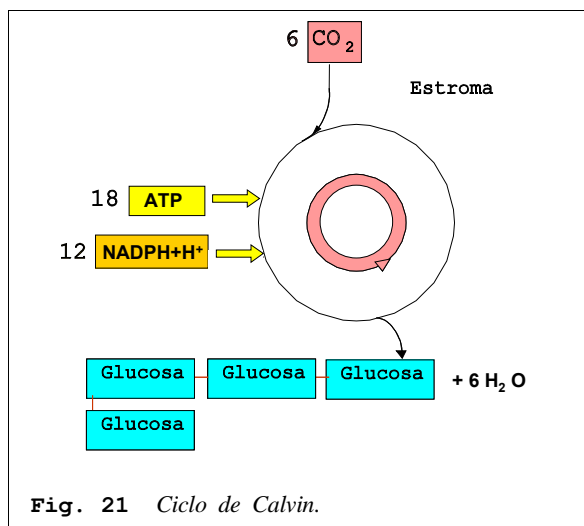 6 CO₂
Estroma
18 ATP
12 NADPH+H⁺
Glucosa Glucosa Glucosa + 6 H₂ O
Glucosa
Fig. 21 Ciclo de Calvin.